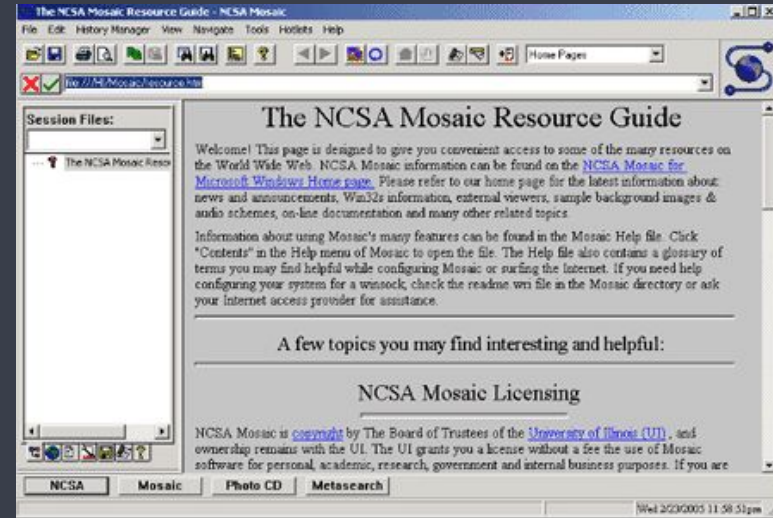 The NCSA Mosaic Resource Guide - NCSA Mosaic
File Edit History Manager View Navigate Tools Hotlists Help
Home Pages
file:///H|/Mosaic/resource.htm
Session Files:
The NCSA Mosaic Reso
The NCSA Mosaic Resource Guide
Welcome! This page is designed to give you convenient access to some of the many resources on
the World Wide Web. NCSA Mosaic information can be found on the NCSA Mosaic for
Microsoft Windows Home page. Please refer to our home page for the latest information about:
news and announcements, Win32s information, external viewers, sample background images &
audio schemes, on-line documentation and many other related topics.
Information about using Mosaic's many features can be found in the Mosaic Help file. Click
"Contents" in the Help menu of Mosaic to open the file. The Help file also contains a glossary of
terms you may find helpful while configuring Mosaic or surfing the Internet. If you need help
configuring your system for a winsock, check the readme.wri file in the Mosaic directory or ask
your Internet access provider for assistance.
A few topics you may find interesting and helpful:
NCSA Mosaic Licensing
NCSA Mosaic is copyright by The Board of Trustees of the University of Illinois (UI), and
ownership remains with the UI. The UI grants you a license without a fee the use of Mosaic
software for personal, academic, research, government and internal business purposes. If you are
NCSA Mosaic Photo CD Metasearch
Wed 2/23/2005 11:58:51pm